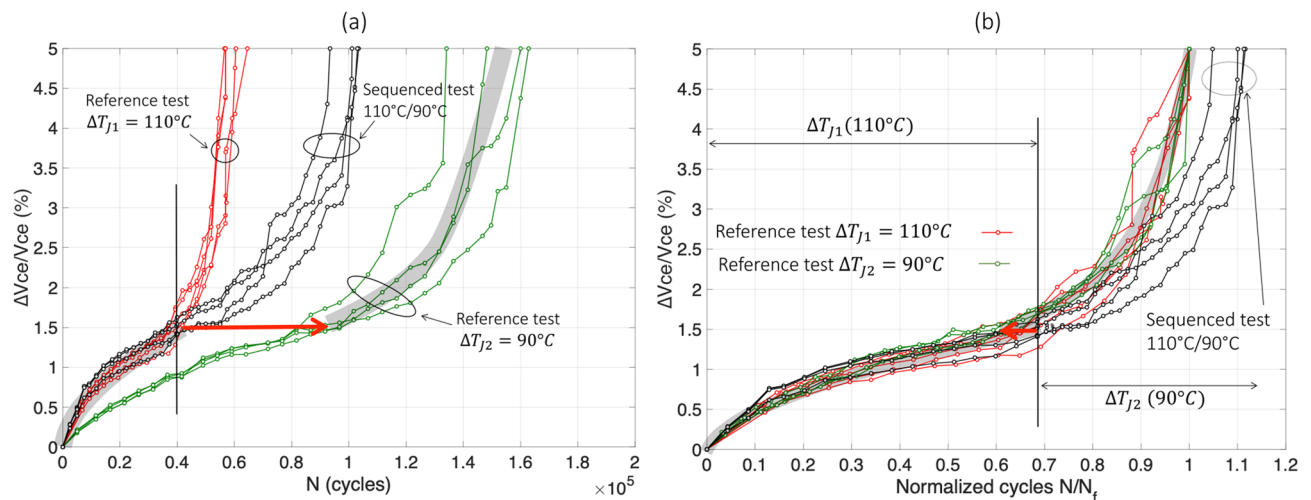 (a)
5
4.5
4
3.5
3
2.5
2
1.5
1
0.5
0
ΔVce/Vce (%)
Reference test
ΔT_J1 = 110°C
Sequenced test
110°C/90°C
Reference test
ΔT_J2 = 90°C
0 0.2 0.4 0.6 0.8 1 1.2 1.4 1.6 1.8 2
N (cycles)
×10^5
(b)
5
4.5
4
3.5
3
2.5
2
1.5
1
0.5
0
ΔVce/Vce (%)
ΔT_J1(110°C)
Reference test ΔT_J1 = 110°C
Reference test ΔT_J2 = 90°C
Sequenced test
110°C/90°C
ΔT_J2 (90°C)
0 0.1 0.2 0.3 0.4 0.5 0.6 0.7 0.8 0.9 1 1.1 1.2
Normalized cycles N/N_f